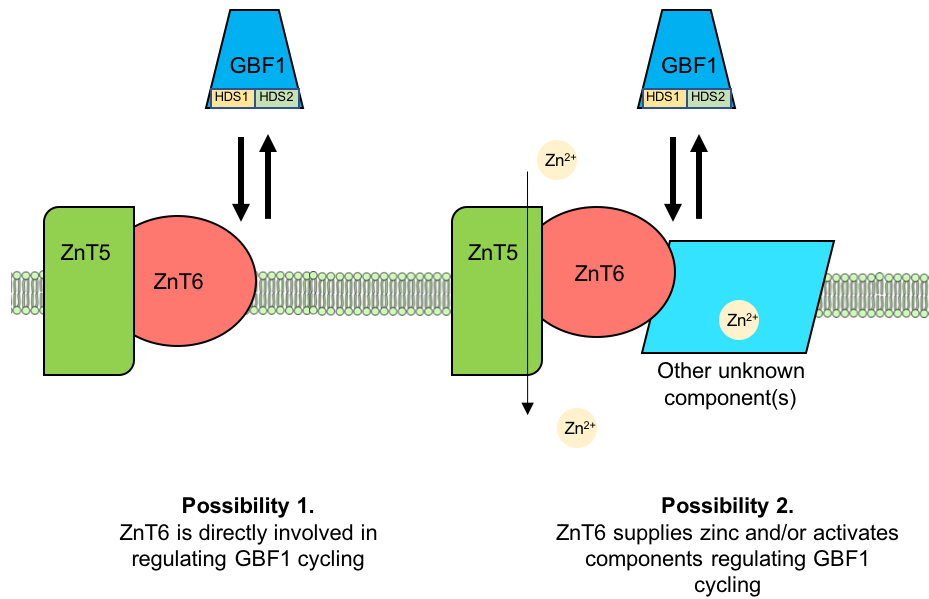 GBF1
HDS1 HDS2
ZnT5
ZnT6
Possibility 1.
ZnT6 is directly involved in
regulating GBF1 cycling
GBF1
HDS1 HDS2
Zn2+
ZnT5
ZnT6
Zn2+
Other unknown
component(s)
Zn2+
Possibility 2.
ZnT6 supplies zinc and/or activates
components regulating GBF1
cycling